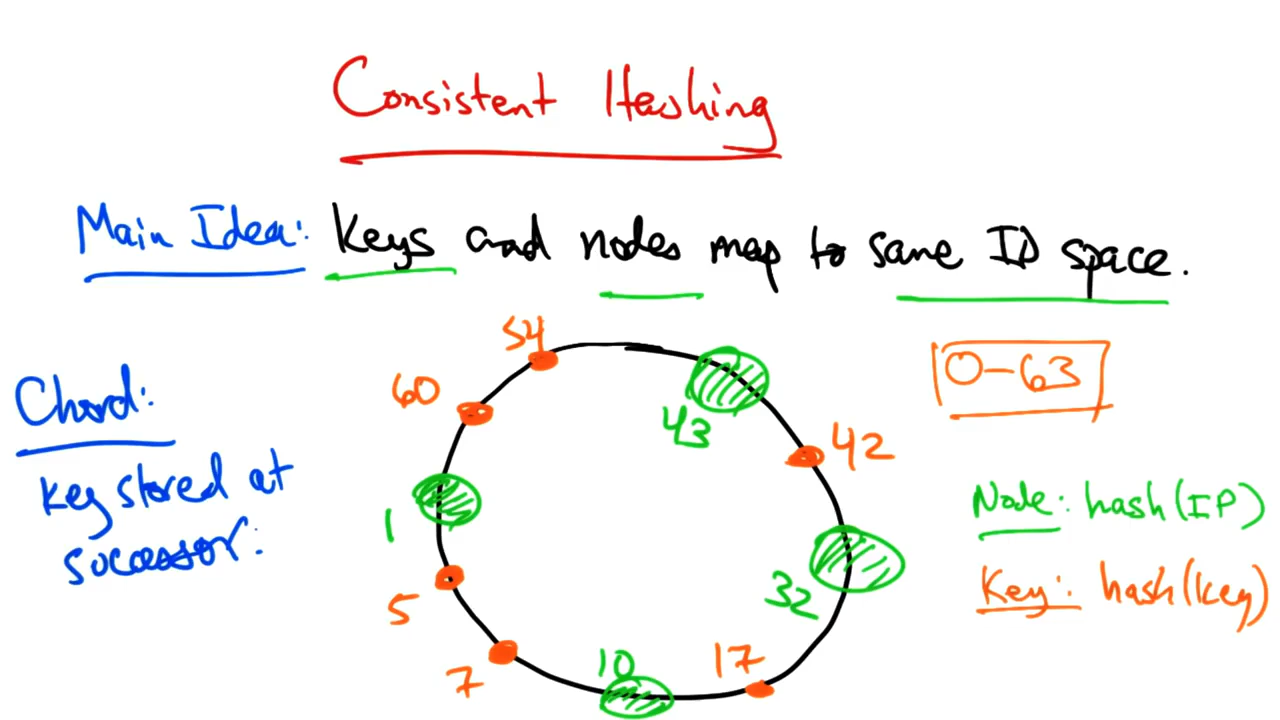 Consistent Hashing
Main Idea: Keys and nodes map to same ID space.
54
60
43
42
0-63
Chord:
Key stored at
successor:
1
32
Node: hash(IP)
Key: hash(key)
5
7
10
17